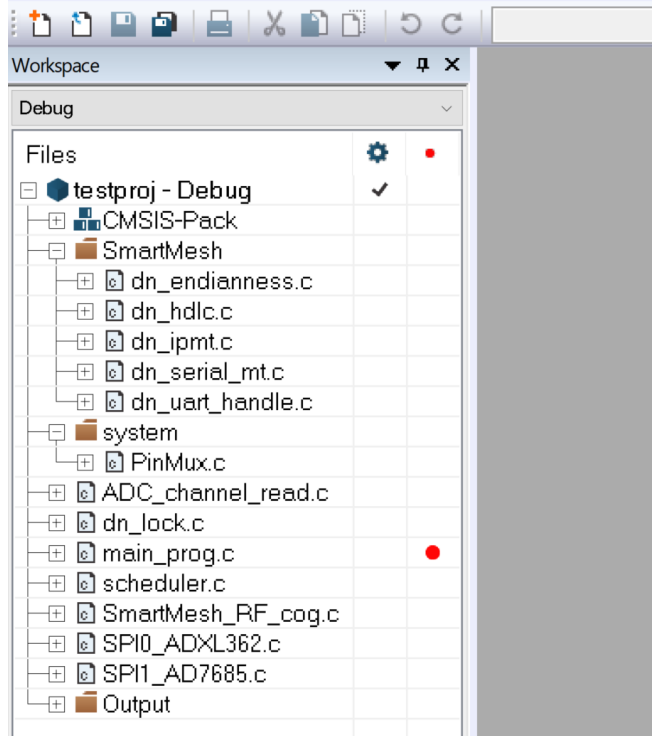 Workspace
Debug
Files
testproj - Debug
CMSIS-Pack
SmartMesh
dn_endianness.c
dn_hdlc.c
dn_ipmt.c
dn_serial_mt.c
dn_uart_handle.c
system
PinMux.c
ADC_channel_read.c
dn_lock.c
main_prog.c
scheduler.c
SmartMesh_RF_cog.c
SPI0_ADXL362.c
SPI1_AD7685.c
Output